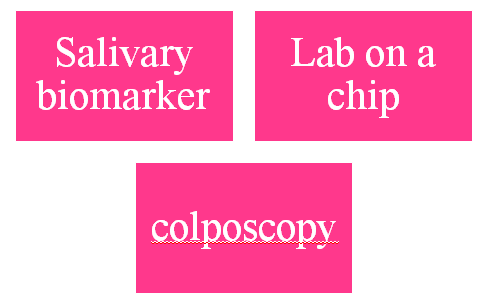 Salivary
biomarker
Lab on a
chip
colposcopy